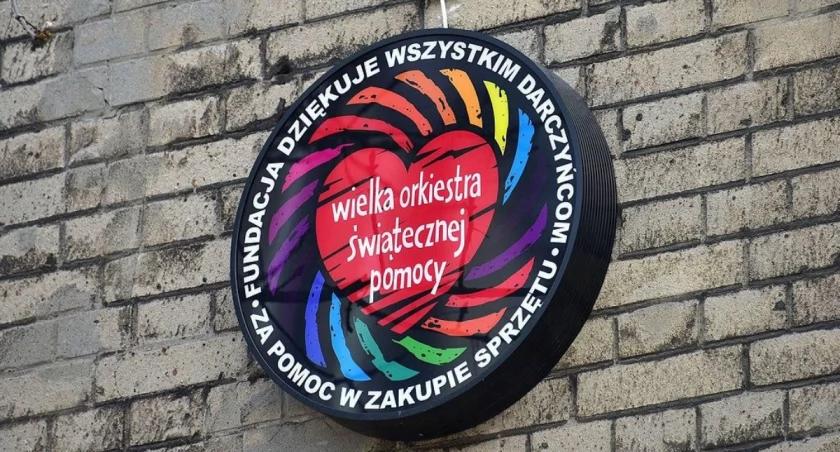 • FUNDACJA DZIĘKUJE WSZYSTKIM DARCZYŃCOM •
ZA POMOC W ZAKUPIE SPRZĘTU
wielka orkiestra
świątecznej
pomocy